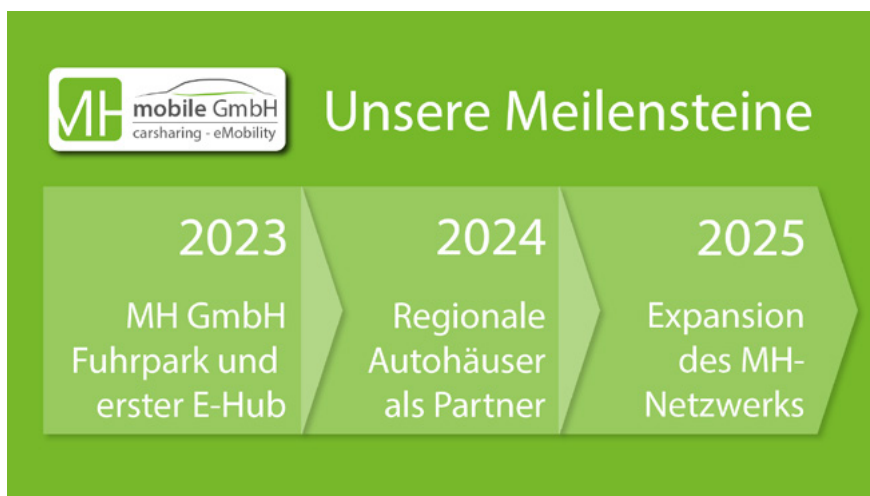 MH mobile GmbH
carsharing - eMobility
Unsere Meilensteine
2023
MH GmbH
Fuhrpark und
erster E-Hub
2024
Regionale
Autohäuser
als Partner
2025
Expansion
des MH-
Netzwerks